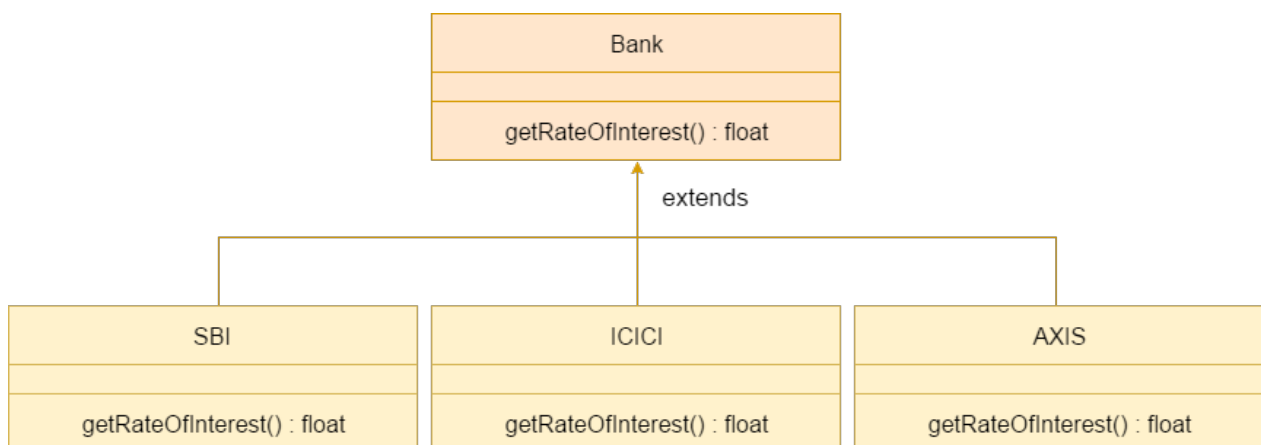 Bank
getRateOfInterest() : float
extends
SBI
ICICI
AXIS
getRateOfInterest() : float
getRateOfInterest() : float
getRateOfInterest() : float